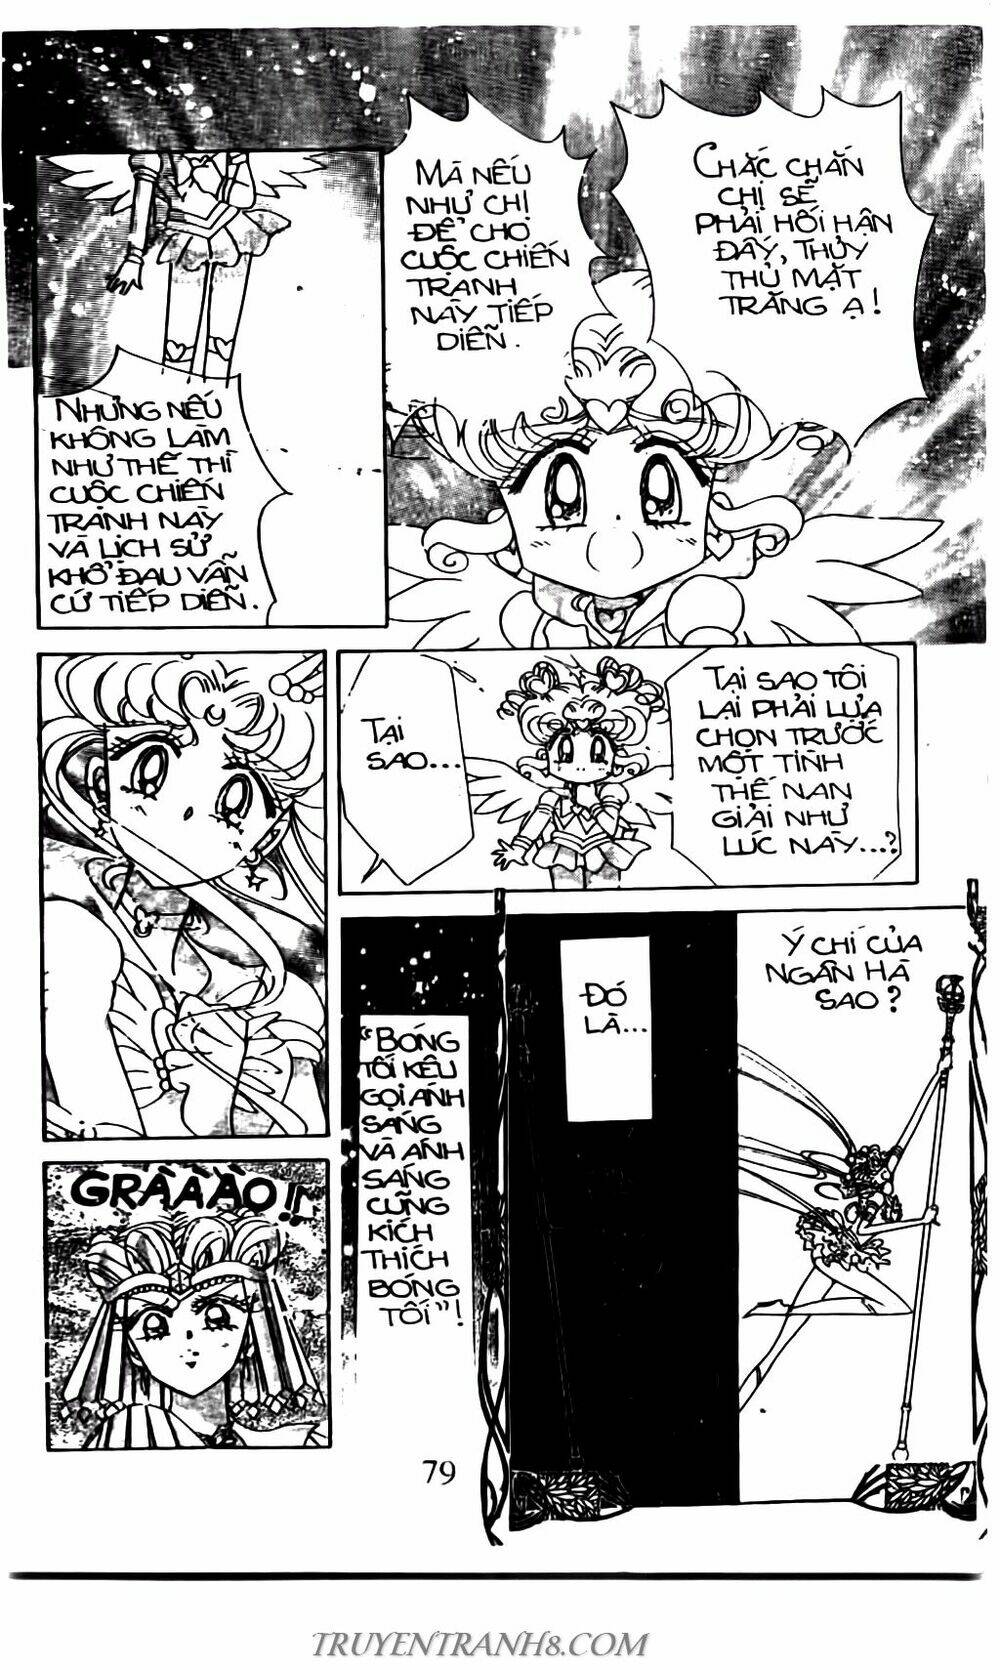 CHẮC CHẮN
CHỊ SẼ
PHẢI HỐI HẬN
ĐẤY, THỦY
THỦ MẶT
TRĂNG Ạ!
MÀ NẾU
NHƯ CHỊ
ĐỂ CHO
CUỘC CHIẾN
TRANH
NÀY TIẾP
DIỄN.
NHƯNG NẾU
KHÔNG LÀM
NHƯ THẾ THÌ
CUỘC CHIẾN
TRANH NÀY
VÀ LỊCH SỬ
KHỔ ĐAU VẪN
CỨ TIẾP DIỄN.
TẠI SAO TÔI
LẠI PHẢI LỰA
CHỌN TRƯỚC
MỘT TÌNH
THẾ NAN
GIẢI NHƯ
LÚC NÀY...?
TẠI
SAO...
Ý CHÍ CỦA
NGÂN HÀ
SAO?
ĐÓ
LÀ...
"BÓNG
TỐI KÊU
GỌI ÁNH
SÁNG
VÀ ÁNH
SÁNG
CŨNG
KÍCH
THÍCH
BÓNG
TỐI"!
GRÀÀÀO!!
79
TRUYENTRANH8.COM